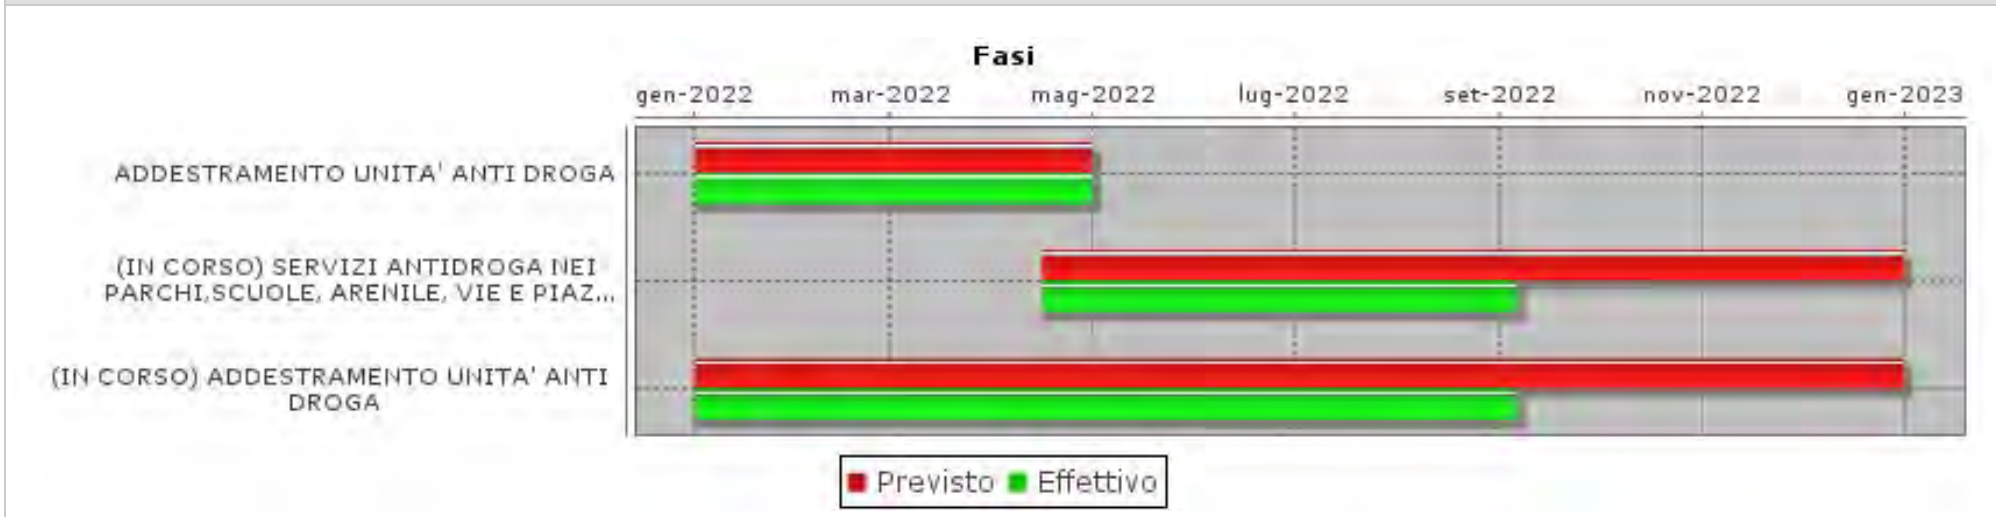 Fasi
gen-2022 mar-2022 mag-2022 lug-2022 set-2022 nov-2022 gen-2023
ADDESTRAMENTO UNITA' ANTI DROGA
(IN CORSO) SERVIZI ANTIDROGA NEI
PARCHI,SCUOLE, ARENILE, VIE E PIAZ...
(IN CORSO) ADDESTRAMENTO UNITA' ANTI
DROGA
Previsto Effettivo